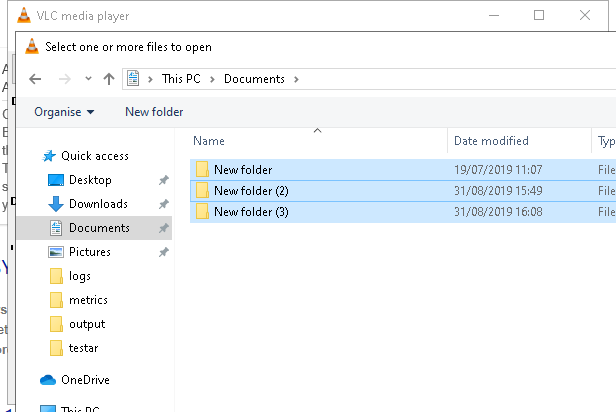 VLC media player
Select one or more files to open
This PC > Documents >
Organise New folder
Name Date modified Typ
Quick access
Desktop
Downloads
Documents
Pictures
logs
metrics
output
testar
OneDrive
This PC
New folder 19/07/2019 11:07 File
New folder (2) 31/08/2019 15:49 File
New folder (3) 31/08/2019 16:08 File